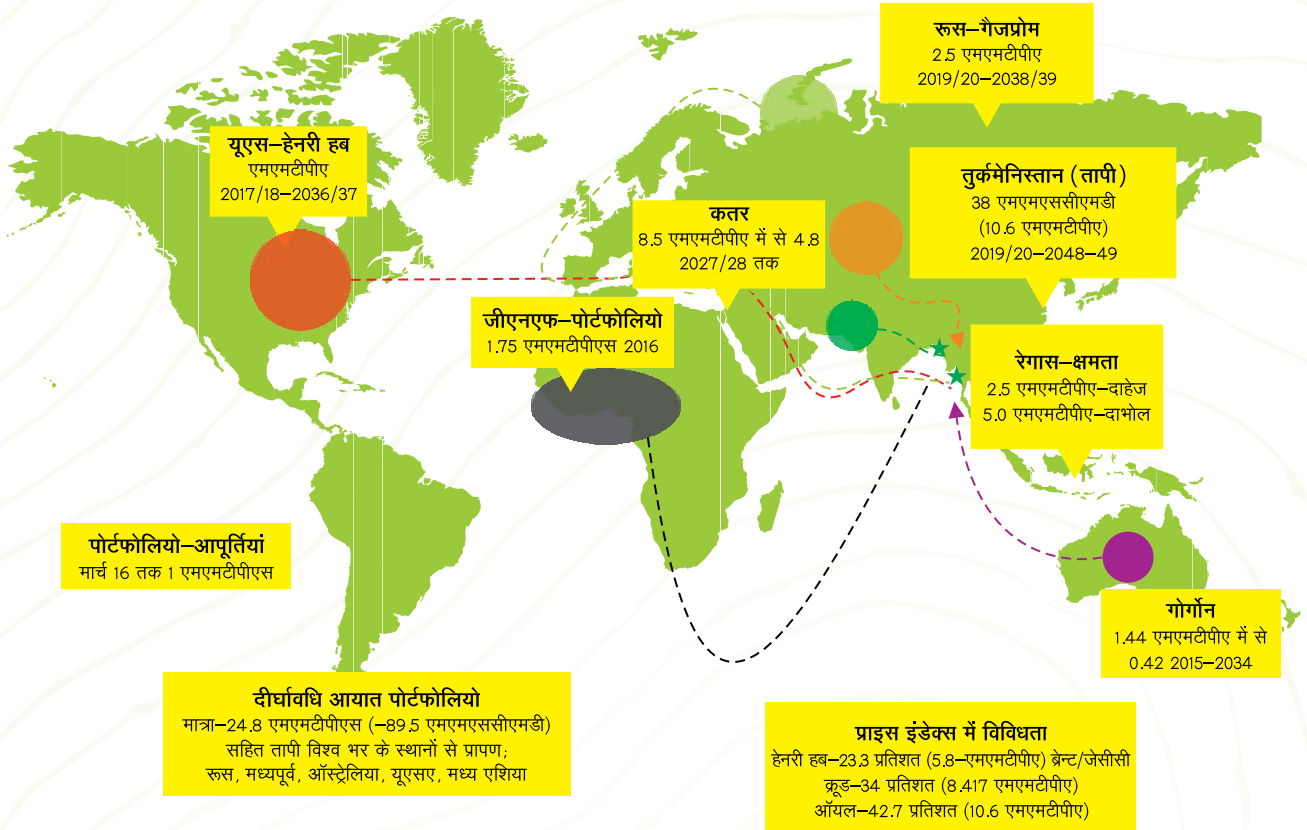 रूस–गैजप्रोम
2.5 एमएमटीपीए
2019/20–2038/39
यूएस–हेनरी हब
एमएमटीपीए
2017/18–2036/37
तुर्कमेनिस्तान (तापी)
38 एमएमएससीएमडी
(10.6 एमएमटीपीए)
2019/20–2048–49
कतर
8.5 एमएमटीपीए में से 4.8
2027/28 तक
जीएनएफ–पोर्टफोलियो
1.75 एमएमटीपीएस 2016
रेगास–क्षमता
2.5 एमएमटीपीए–दाहेज
5.0 एमएमटीपीए–दाभोल
पोर्टफोलियो–आपूर्तियां
मार्च 16 तक 1 एमएमटीपीएस
गोर्गोन
1.44 एमएमटीपीए में से
0.42 2015–2034
दीर्घावधि आयात पोर्टफोलियो
मात्रा–24.8 एमएमटीपीएस (–89.5 एमएमएससीएमडी)
सहित तापी विश्व भर के स्थानों से प्रापण;
रूस, मध्यपूर्व, ऑस्ट्रेलिया, यूएसए, मध्य एशिया
प्राइस इंडेक्स में विविधता
हेनरी हब–23.3 प्रतिशत (5.8–एमएमटीपीए) ब्रेन्ट/जेसीसी
क्रूड–34 प्रतिशत (8.417 एमएमटीपीए)
ऑयल–42.7 प्रतिशत (10.6 एमएमटीपीए)